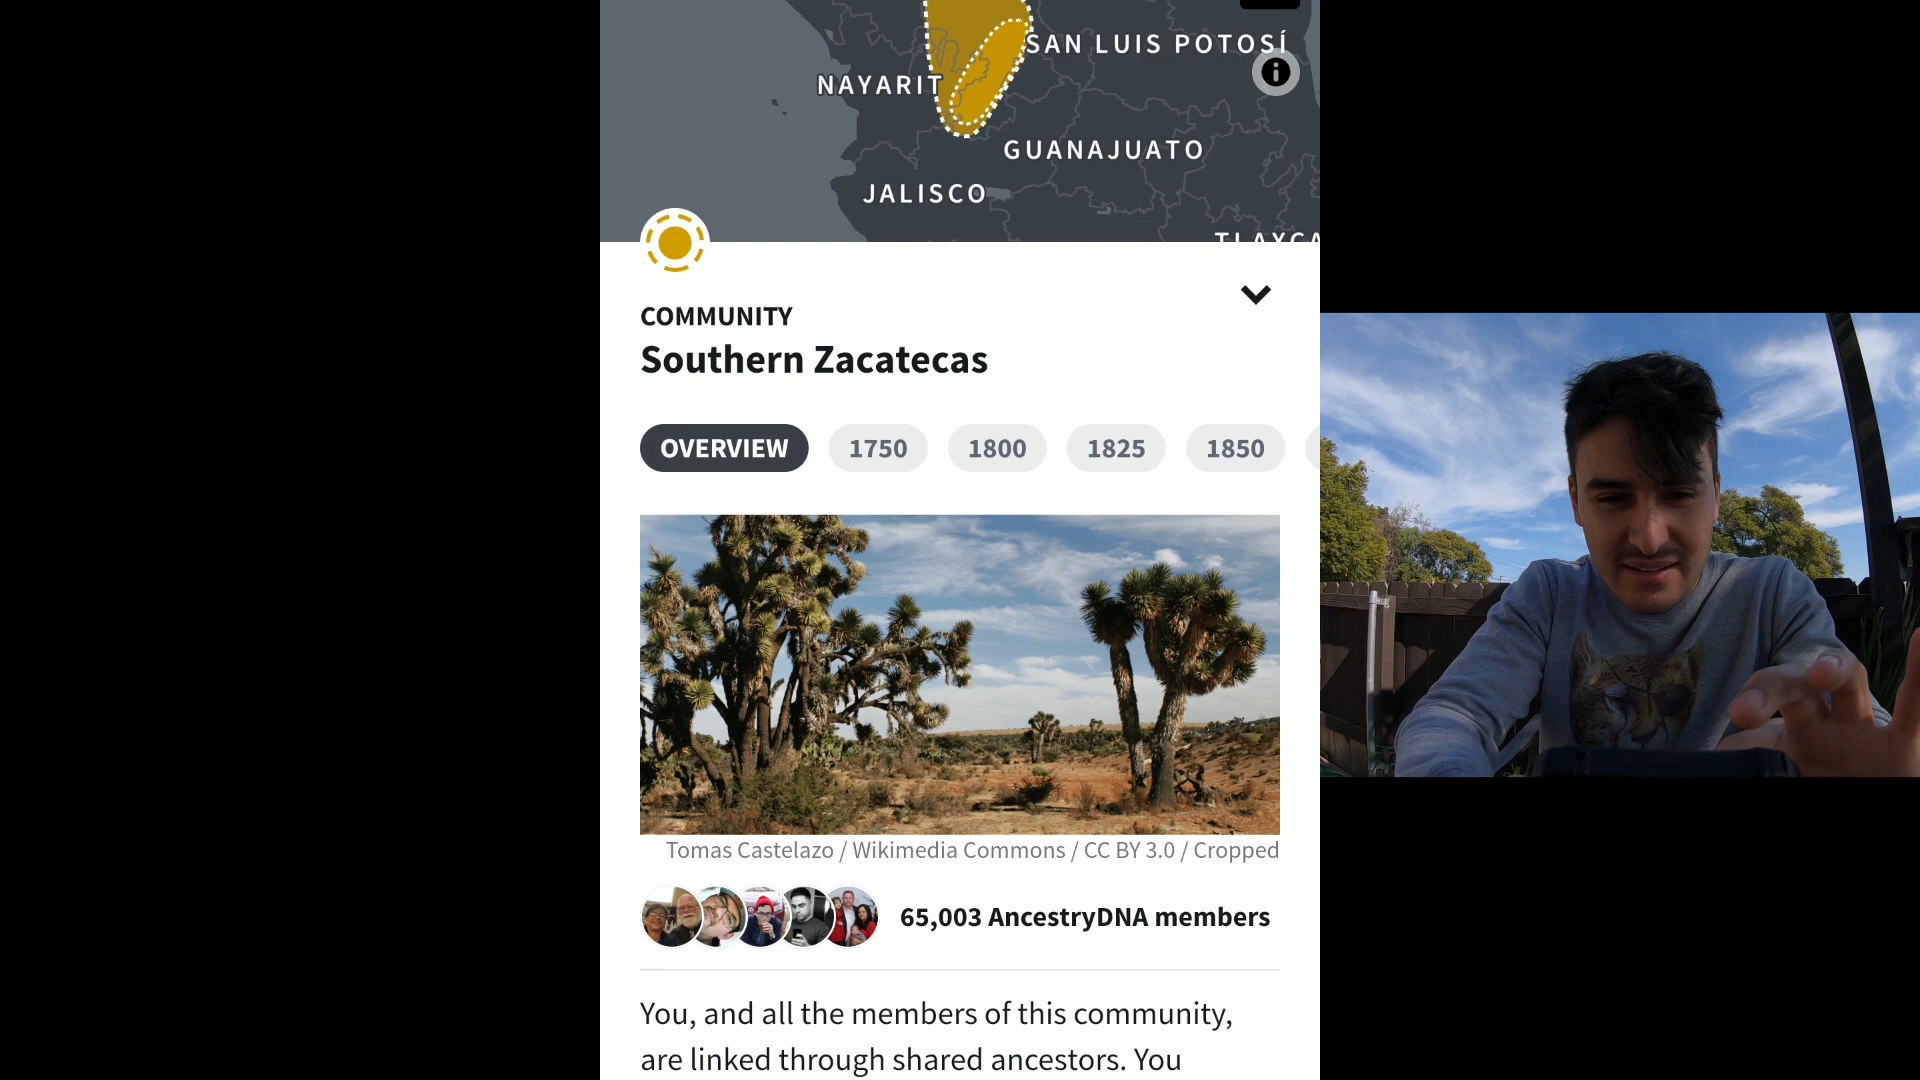 SAN LUIS POTOSÍ
NAYARIT
GUANAJUATO
JALISCO
TLAXCA
COMMUNITY
Southern Zacatecas
OVERVIEW 1750 1800 1825 1850
Tomas Castelazo / Wikimedia Commons / CC BY 3.0 / Cropped
65,003 AncestryDNA members
You, and all the members of this community,
are linked through shared ancestors. You